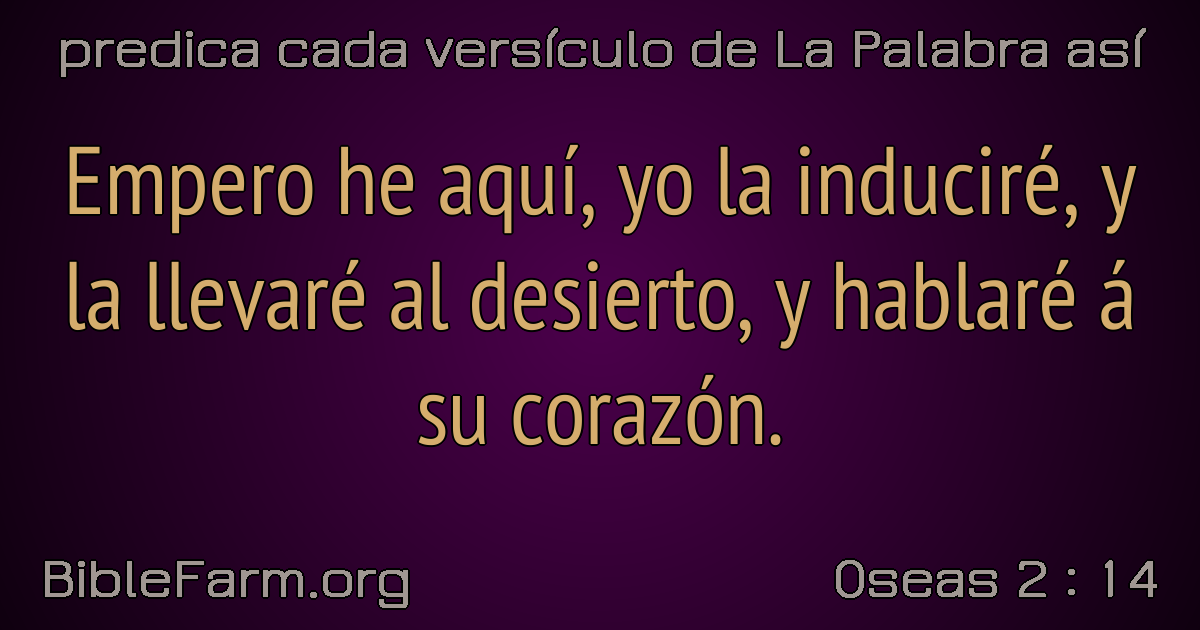 predica cada versículo de La Palabra así
Empero he aquí, yo la induciré, y
la llevaré al desierto, y hablaré á
su corazón.
BibleFarm.org
Oseas 2 : 14